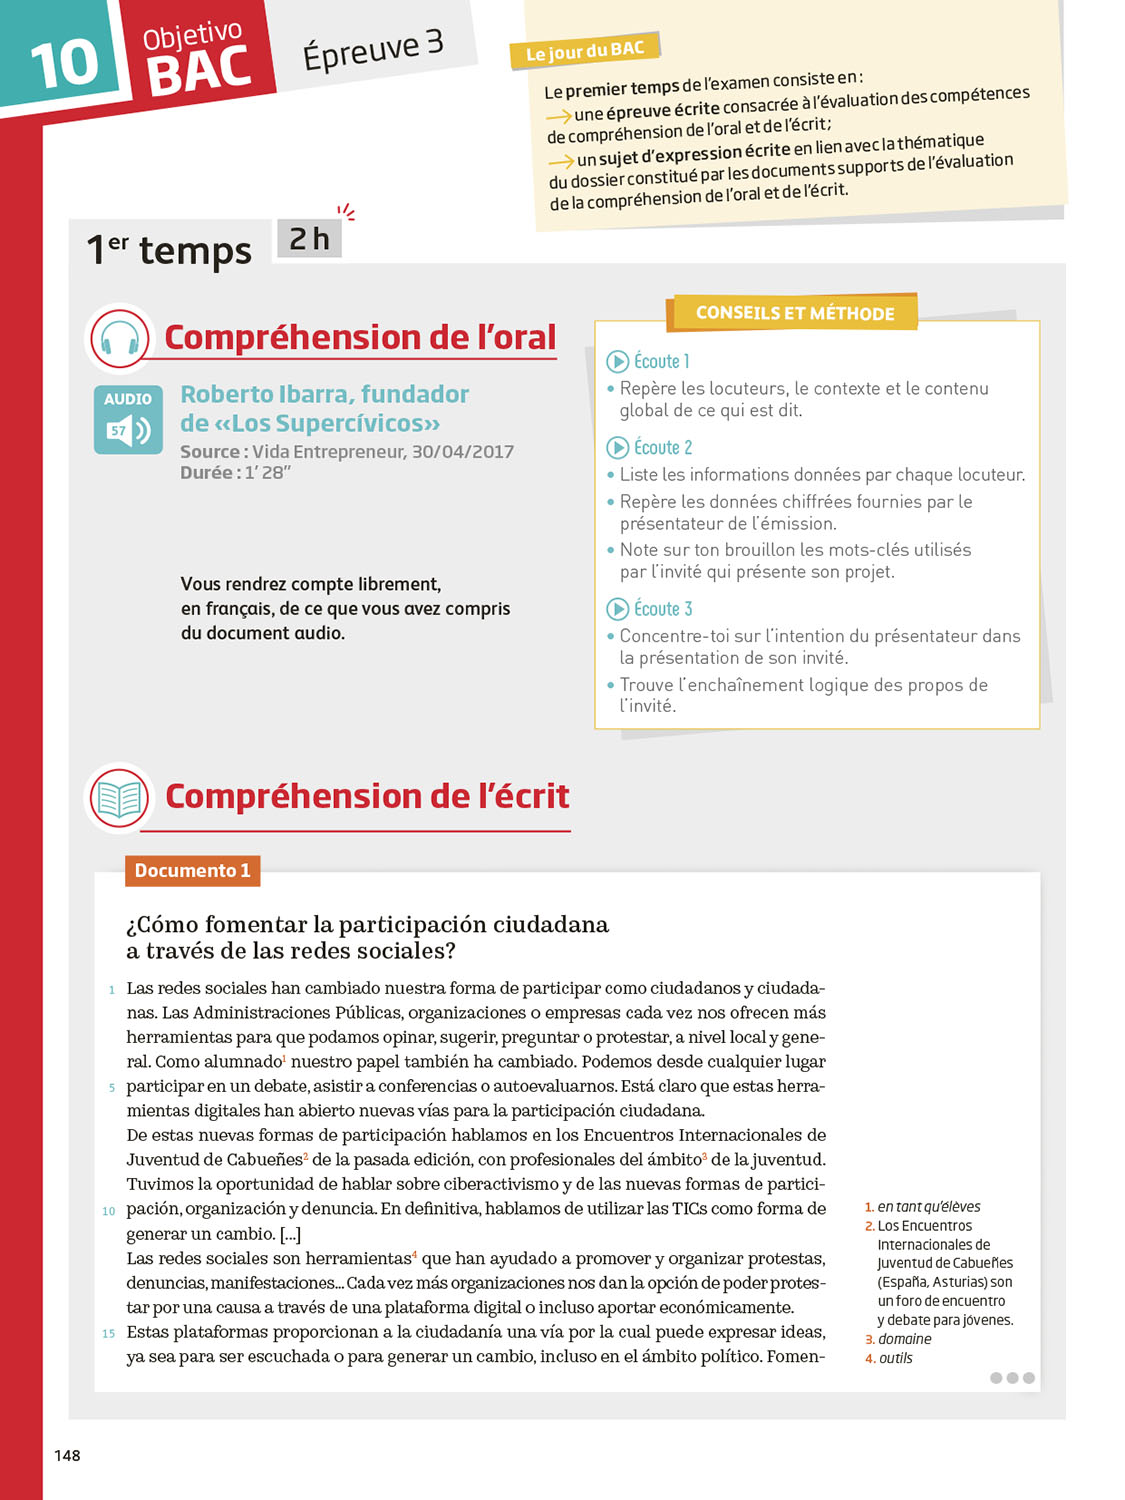 10
Objetivo
BAC
Épreuve 3
Le jour du BAC
Le premier temps de l'examen consiste en :
→ une épreuve écrite consacrée à l'évaluation des compétences
de compréhension de l'oral et de l'écrit ;
→ un sujet d'expression écrite en lien avec la thématique
du dossier constitué par les documents supports de l'évaluation
de la compréhension de l'oral et de l'écrit.
1er temps
2 h
Compréhension de l'oral
AUDIO
57
Roberto Ibarra, fundador
de «Los Supercívicos»
Source : Vida Entrepreneur, 30/04/2017
Durée : 1' 28"
Vous rendrez compte librement,
en français, de ce que vous avez compris
du document audio.
CONSEILS ET MÉTHODE
Écoute 1
• Repère les locuteurs, le contexte et le contenu
global de ce qui est dit.
Écoute 2
• Liste les informations données par chaque locuteur.
• Repère les données chiffrées fournies par le
présentateur de l'émission.
• Note sur ton brouillon les mots-clés utilisés
par l'invité qui présente son projet.
Écoute 3
• Concentre-toi sur l'intention du présentateur dans
la présentation de son invité.
• Trouve l'enchaînement logique des propos de
l'invité.
Compréhension de l'écrit
Documento 1
¿Cómo fomentar la participación ciudadana
a través de las redes sociales?
1 Las redes sociales han cambiado nuestra forma de participar como ciudadanos y ciudada-
nas. Las Administraciones Públicas, organizaciones o empresas cada vez nos ofrecen más
herramientas para que podamos opinar, sugerir, preguntar o protestar, a nivel local y gene-
ral. Como alumnado1 nuestro papel también ha cambiado. Podemos desde cualquier lugar
5 participar en un debate, asistir a conferencias o autoevaluarnos. Está claro que estas herra-
mientas digitales han abierto nuevas vías para la participación ciudadana.
De estas nuevas formas de participación hablamos en los Encuentros Internacionales de
Juventud de Cabueñes2 de la pasada edición, con profesionales del ámbito3 de la juventud.
Tuvimos la oportunidad de hablar sobre ciberactivismo y de las nuevas formas de partici-
10 pación, organización y denuncia. En definitiva, hablamos de utilizar las TICs como forma de
generar un cambio. [...]
Las redes sociales son herramientas4 que han ayudado a promover y organizar protestas,
denuncias, manifestaciones... Cada vez más organizaciones nos dan la opción de poder protes-
tar por una causa a través de una plataforma digital o incluso aportar económicamente.
15 Estas plataformas proporcionan a la ciudadanía una vía por la cual puede expresar ideas,
ya sea para ser escuchada o para generar un cambio, incluso en el ámbito político. Fomen-
1. en tant qu'élèves
2. Los Encuentros
Internacionales de
Juventud de Cabueñes
(España, Asturias) son
un foro de encuentro
y debate para jóvenes.
3. domaine
4. outils
148